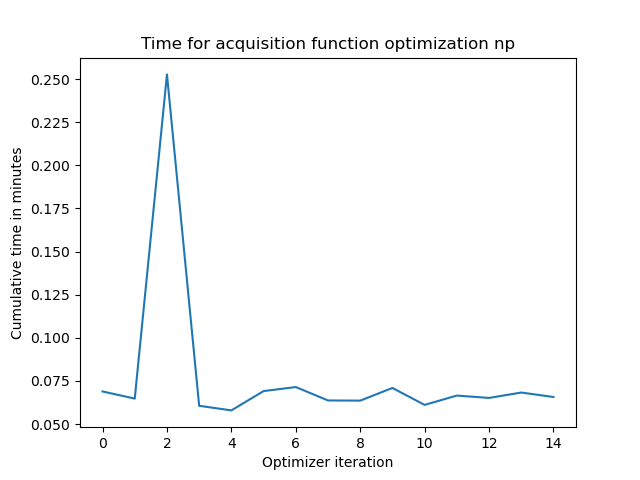 Time for acquisition function optimization np
0.250
0.225
0.200
0.175
0.150
0.125
0.100
0.075
0.050
Cumulative time in minutes
0 2 4 6 8 10 12 14
Optimizer iteration